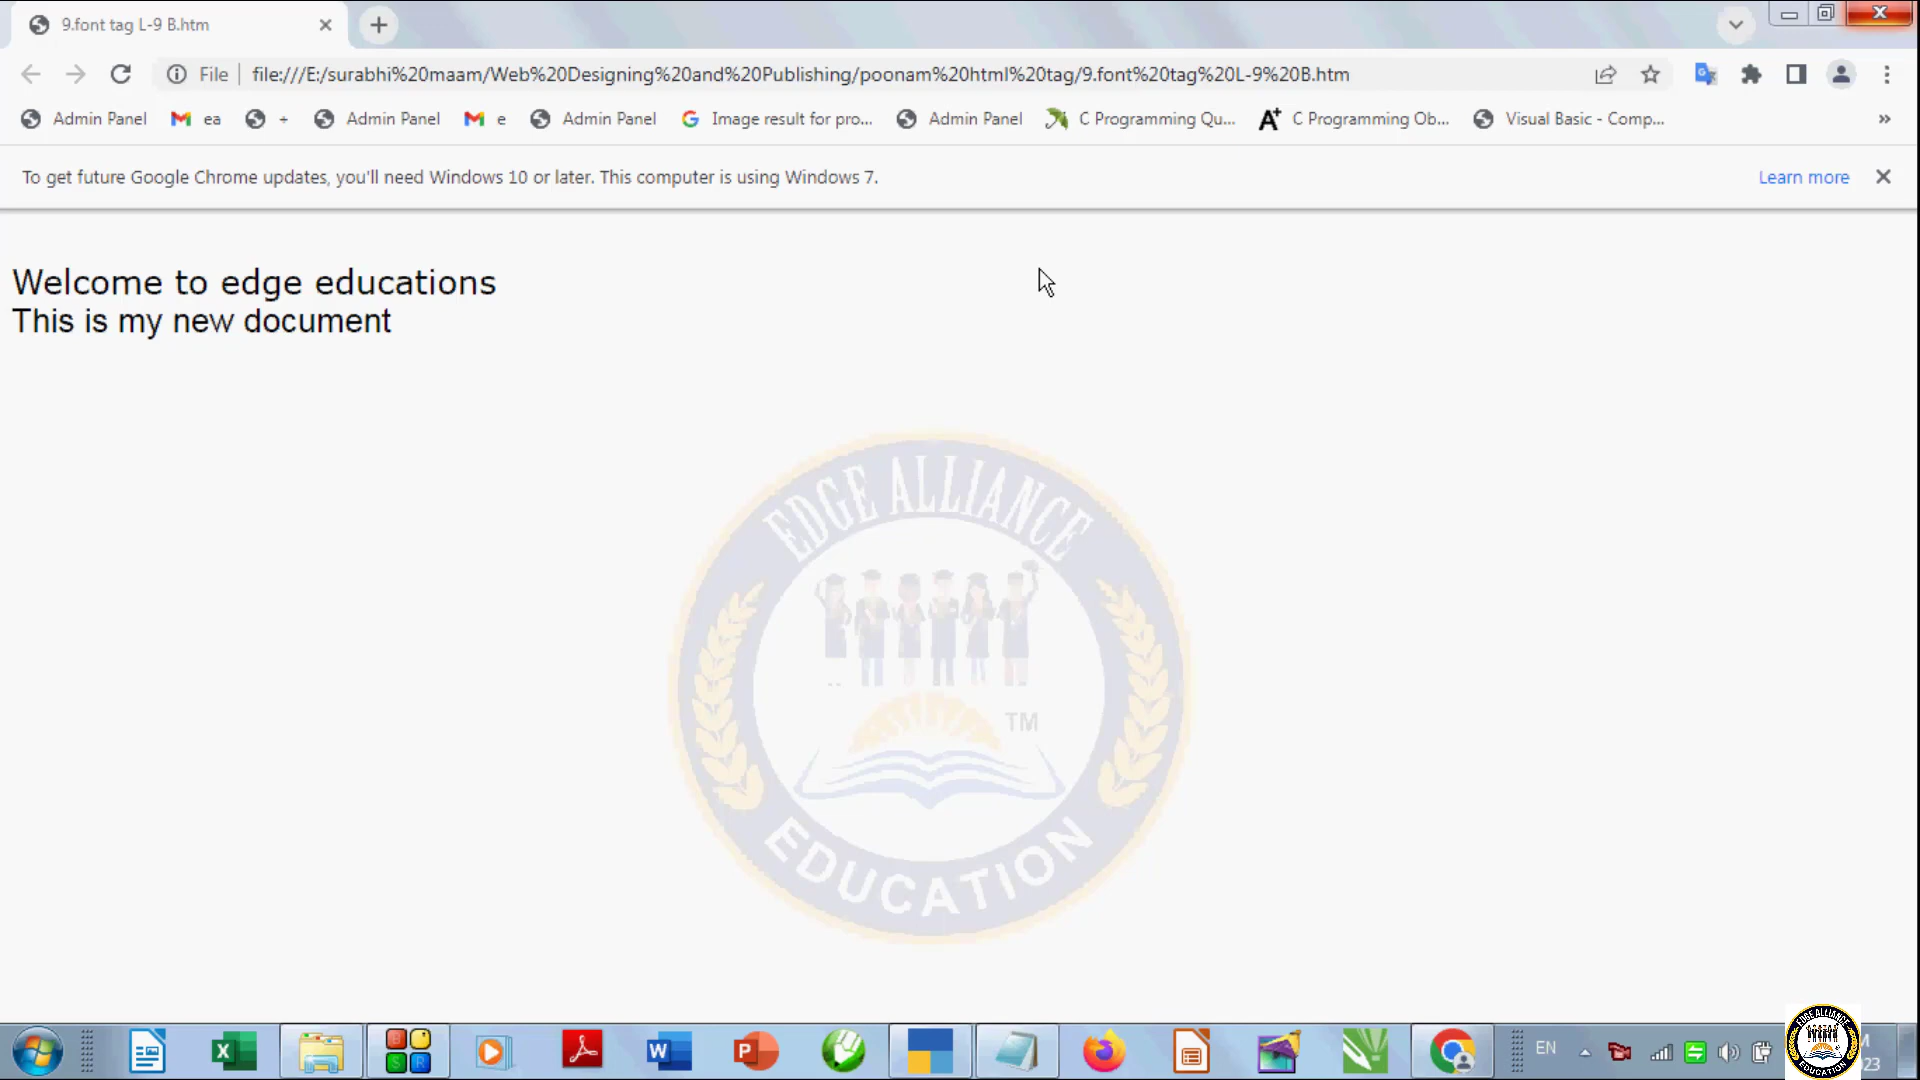 9.font tag L-9 B.htm
File
file:///E:/surabhi%20maam/Web%20Designing%20and%20Publishing/poonam%20html%20tag/9.font%20tag%20L-9%20B.htm
Admin Panel ea + Admin Panel e Admin Panel Image result for pro... Admin Panel C Programming Qu... C Programming Ob... Visual Basic - Comp... »
To get future Google Chrome updates, you'll need Windows 10 or later. This computer is using Windows 7. Learn more
Welcome to edge educations
This is my new document
EDGE ALLIANCE
TM
EDUCATION
EN
EDGE ALLIANCE
EDUCATION